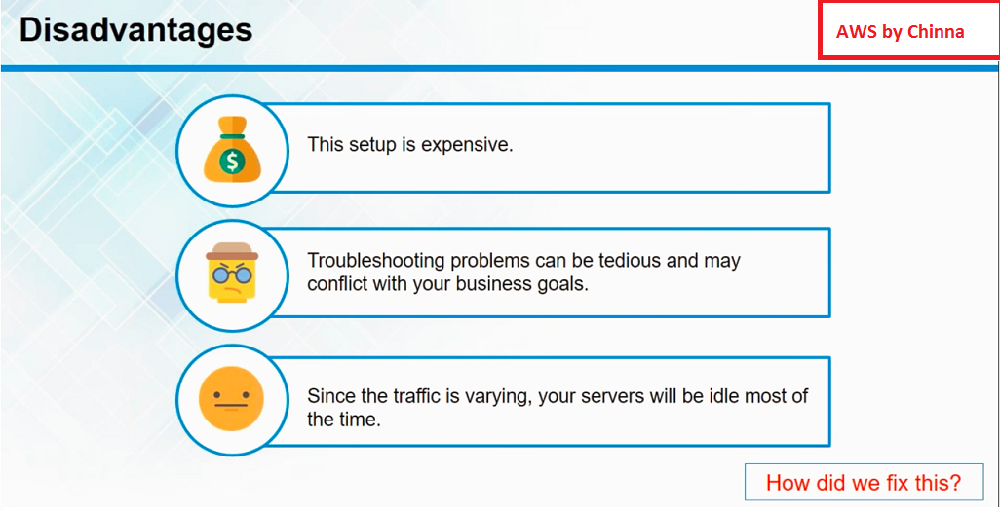 Disadvantages
AWS by Chinna
This setup is expensive.
$
Troubleshooting problems can be tedious and may
conflict with your business goals.
Since the traffic is varying, your servers will be idle most of
the time.
How did we fix this?